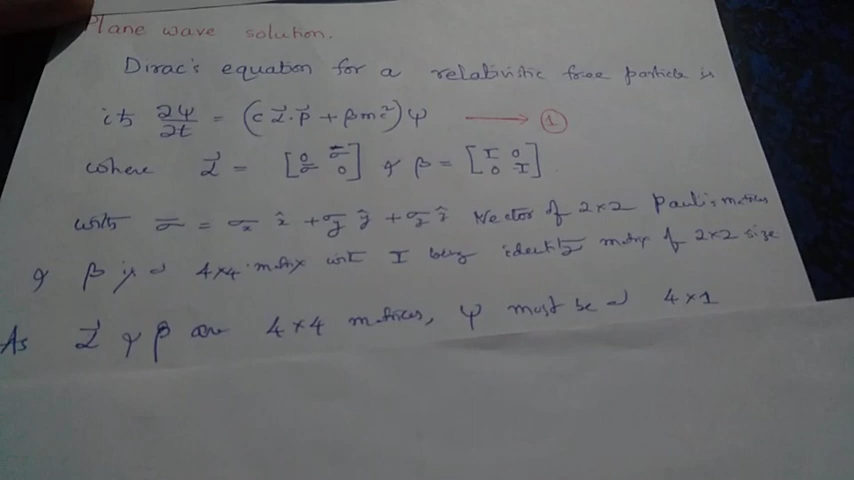 Plane wave solution.
Dirac's equation for a relativistic free particle is
iħ ∂Ψ/∂t = (c α⃗·p⃗ + βmc²)Ψ → ①
where α⃗ = [0 σ̄; σ̄ 0] & β = [I 0; 0 I]
with σ̄ = σx x̂ + σy ŷ + σz ẑ Vector of 2×2 Pauli's matrices
& β is a 4×4 matrix with I being identity matrix of 2×2 size
As α⃗ & β are 4×4 matrices, Ψ must be a 4×1